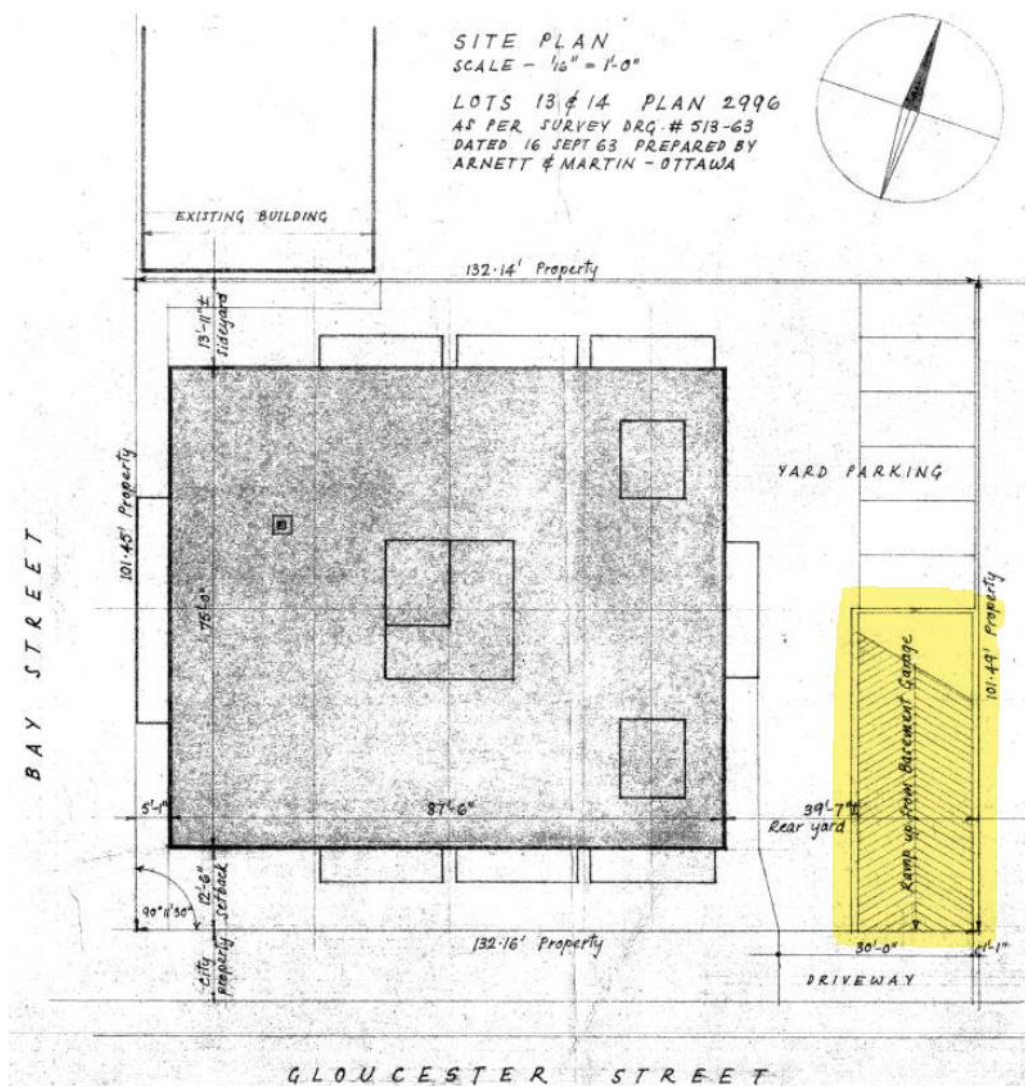 SITE PLAN
SCALE - 1/16" = 1'-0"
LOTS 13 & 14 PLAN 2996
AS PER SURVEY DRG. # 513-63
DATED 16 SEPT 63 PREPARED BY
ARNETT & MARTIN - OTTAWA
EXISTING BUILDING
132.14' Property
13'-11" ±
sideyard
101.45' Property
YARD PARKING
BAY STREET
75'-0"
101.49' Property
Ramp up from Basement Garage
5'-1"
87'-6"
39'-7" ±
Rear yard
12'-6"
90° 11' 30"
City
property setback
132.16' Property
30'-0"
1'-1"
DRIVEWAY
GLOUCESTER STREET